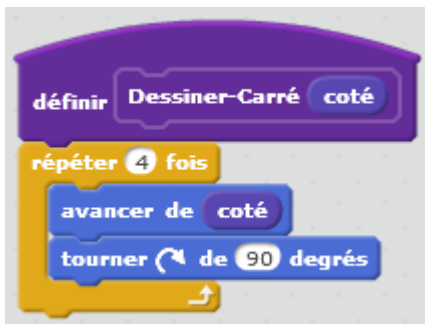 définir Dessiner-Carré coté
répéter 4 fois
avancer de coté
tourner de 90 degrés